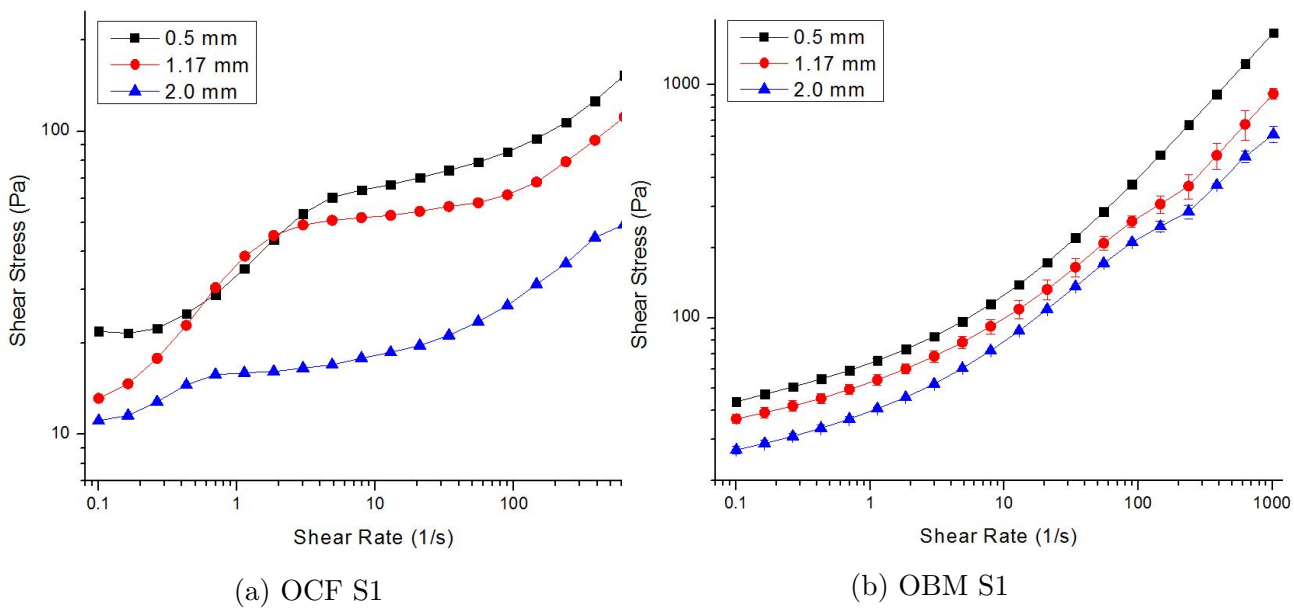 0.5 mm
1.17 mm
2.0 mm
100
10
Shear Stress (Pa)
0.1
1
10
100
Shear Rate (1/s)
(a) OCF S1
0.5 mm
1.17 mm
2.0 mm
1000
100
Shear Stress (Pa)
0.1
1
10
100
1000
Shear Rate (1/s)
(b) OBM S1